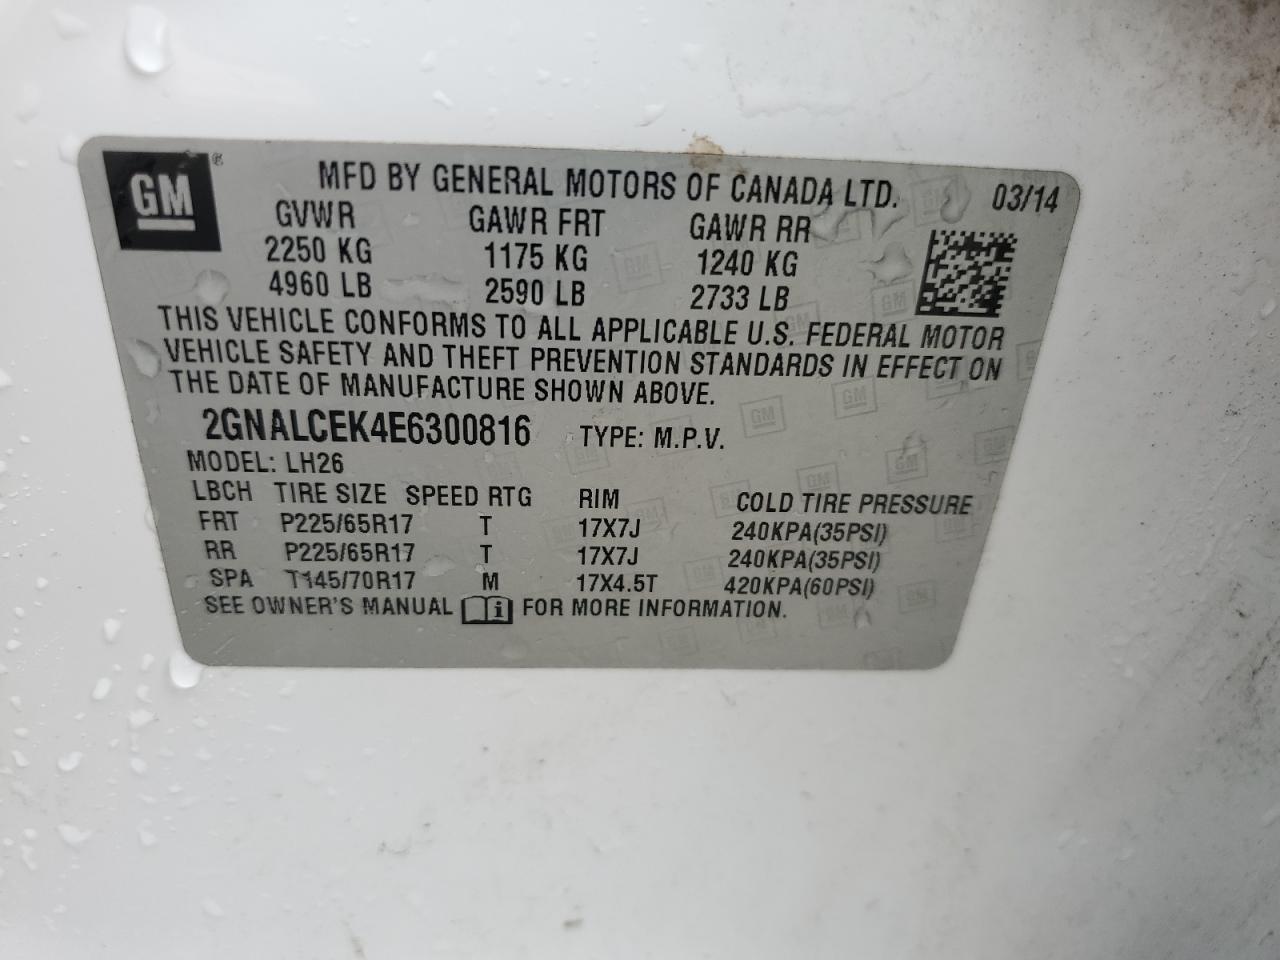 GM ®
MFD BY GENERAL MOTORS OF CANADA LTD. 03/14
GVWR GAWR FRT GAWR RR
2250 KG 1175 KG 1240 KG
4960 LB 2590 LB 2733 LB
THIS VEHICLE CONFORMS TO ALL APPLICABLE U.S. FEDERAL MOTOR
VEHICLE SAFETY AND THEFT PREVENTION STANDARDS IN EFFECT ON
THE DATE OF MANUFACTURE SHOWN ABOVE.
2GNALCEK4E6300816 TYPE: M.P.V.
MODEL: LH26
LBCH TIRE SIZE SPEED RTG RIM COLD TIRE PRESSURE
FRT P225/65R17 T 17X7J 240KPA(35PSI)
RR P225/65R17 T 17X7J 240KPA(35PSI)
SPA T145/70R17 M 17X4.5T 420KPA(60PSI)
SEE OWNER'S MANUAL i FOR MORE INFORMATION.